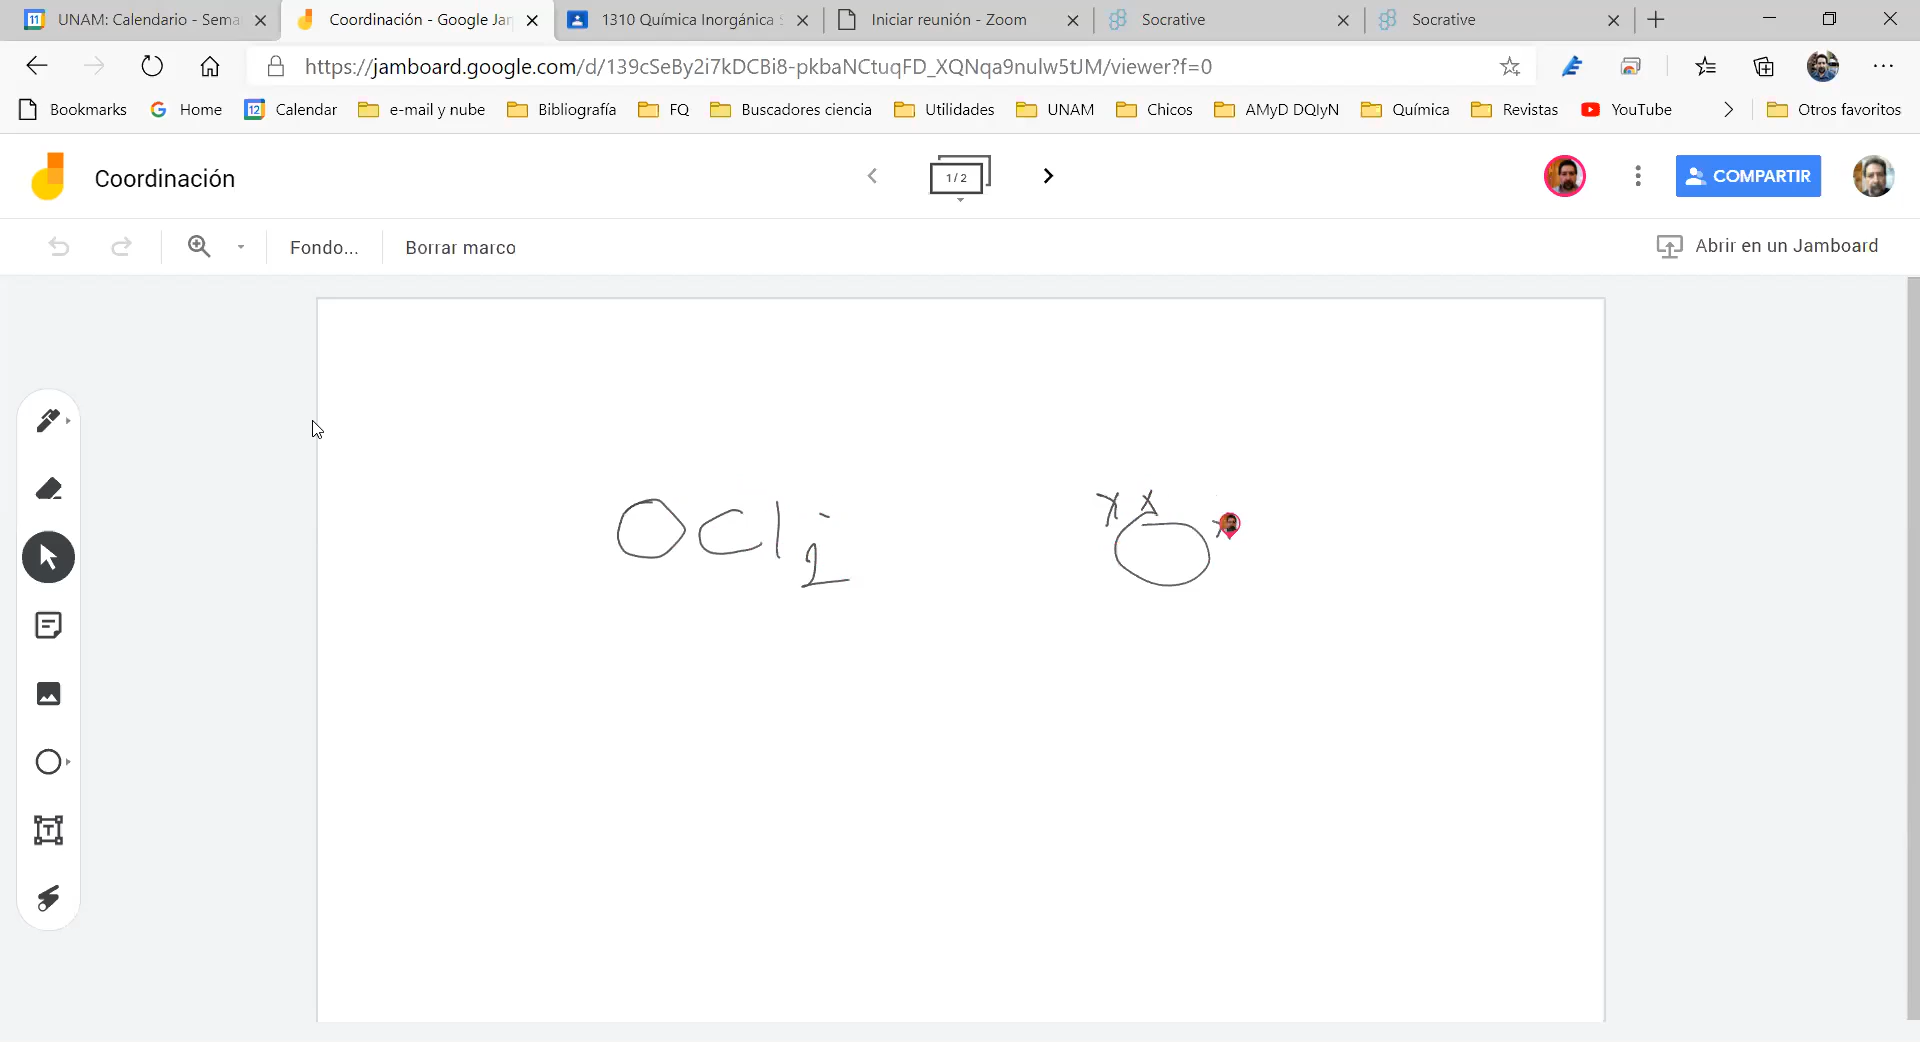 UNAM: Calendario - Sema
Coordinación - Google Jar
1310 Química Inorgánica
Iniciar reunión - Zoom
Socrative
Socrative
https://jamboard.google.com/d/139cSeBy2i7kDCBi8-pkbaNCtuqFD_XQNqa9nulw5tJM/viewer?f=0
Bookmarks
Home
Calendar
e-mail y nube
Bibliografía
FQ
Buscadores ciencia
Utilidades
UNAM
Chicos
AMyD DQIyN
Química
Revistas
YouTube
Otros favoritos
Coordinación
1 / 2
COMPARTIR
Fondo...
Borrar marco
Abrir en un Jamboard
OCl2
x x
O